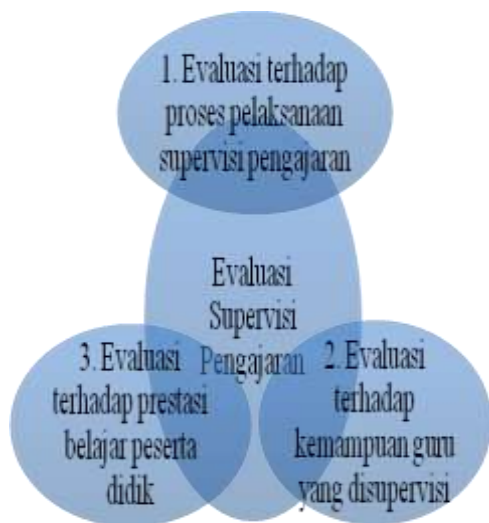 1. Evaluasi terhadap
proses pelaksanaan
supervisi pengajaran
Evaluasi
Supervisi
Pengajaran
2. Evaluasi
terhadap
kemampuan guru
yang disupervisi
3. Evaluasi
terhadap prestasi
belajar peserta
didik